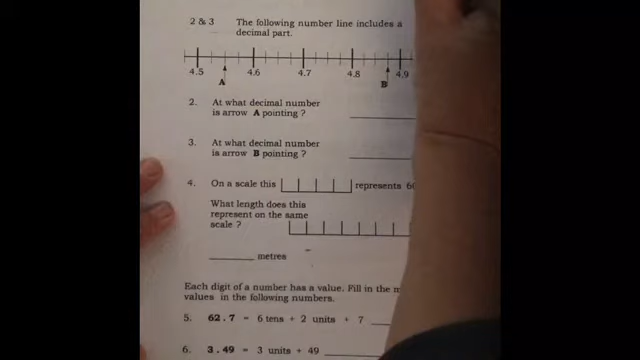 2 & 3 The following number line includes a
decimal part.
4.5 4.6 4.7 4.8 4.9
A B
2. At what decimal number
is arrow A pointing ?
3. At what decimal number
is arrow B pointing ?
4. On a scale this represents
What length does this
represent on the same
scale ?
metres
Each digit of a number has a value. Fill in the
values in the following numbers.
5. 62 . 7 = 6 tens + 2 units + 7
6. 3 . 49 = 3 units + 49